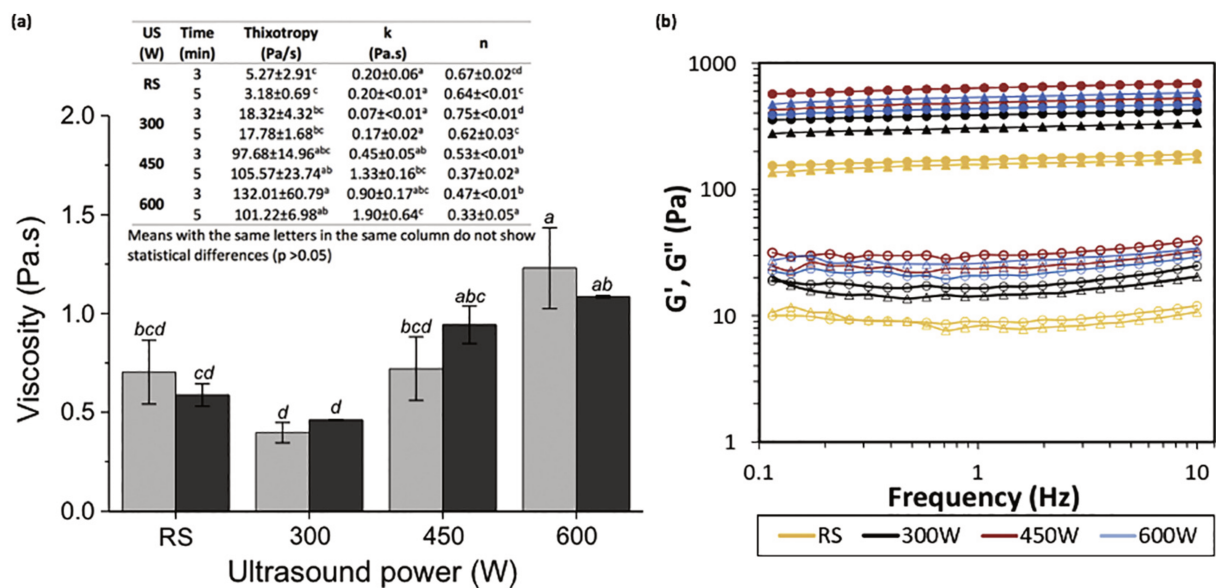 (a)
US Time Thixotropy k n
(W) (min) (Pa/s) (Pa.s)
RS 3 5.27±2.91ᶜ 0.20±0.06ᵃ 0.67±0.02ᶜᵈ
5 3.18±0.69 ᶜ 0.20±<0.01ᵃ 0.64±<0.01ᶜ
300 3 18.32±4.32ᵇᶜ 0.07±<0.01ᵃ 0.75±<0.01ᵈ
5 17.78±1.68ᵇᶜ 0.17±0.02ᵃ 0.62±0.03ᶜ
450 3 97.68±14.96ᵃᵇᶜ 0.45±0.05ᵃᵇ 0.53±<0.01ᵇ
5 105.57±23.74ᵃᵇ 1.33±0.16ᵇᶜ 0.37±0.02ᵃ
600 3 132.01±60.79ᵃ 0.90±0.17ᵃᵇᶜ 0.47±<0.01ᵇ
5 101.22±6.98ᵃᵇ 1.90±0.64ᶜ 0.33±0.05ᵃ
Means with the same letters in the same column do not show
statistical differences (p >0.05)
Viscosity (Pa.s)
2.0
1.5
1.0
0.5
0.0
bcd
cd
d
d
bcd
abc
a
ab
RS 300 450 600
Ultrasound power (W)
(b)
G', G" (Pa)
1000
100
10
1
0.1 1 10
Frequency (Hz)
RS 300W 450W 600W